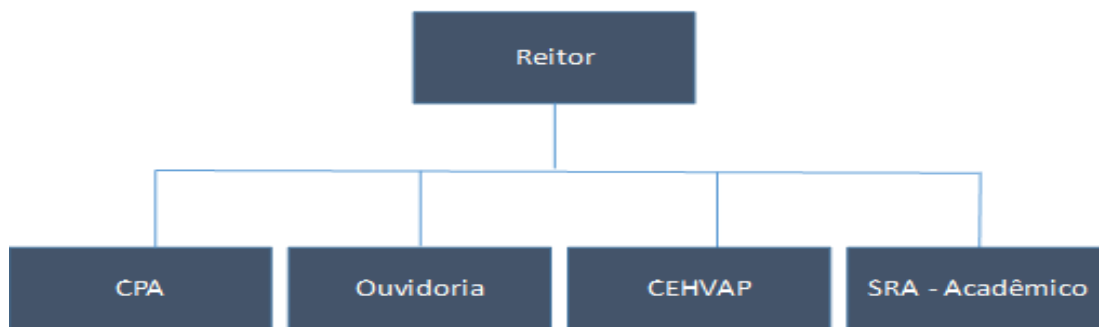 Reitor
CPA
Ouvidoria
CEHVAP
SRA - Acadêmico